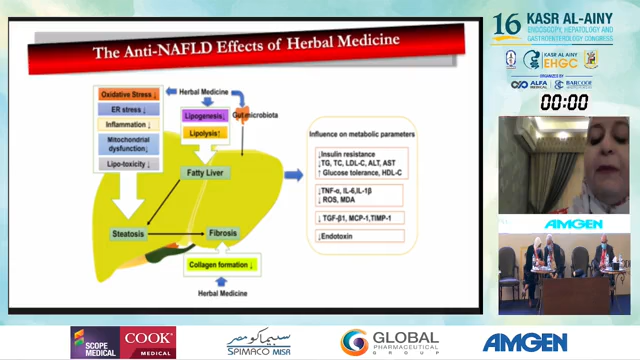 The Anti-NAFLD Effects of Herbal Medicine
Oxidative Stress ↓
ER stress ↓
Inflammation ↓
Mitochondrial
dysfunction↓
Lipo-toxicity ↓
Herbal Medicine
Lipogenesis↓
Lipolysis↑
Gut microbiota
Fatty Liver
Steatosis
Fibrosis
Collagen formation ↓
Herbal Medicine
Influence on metabolic parameters
↓Insulin resistance
↓TG, TC, LDL-C, ALT, AST
↑ Glucose tolerance, HDL-C
↓TNF-α, IL-6,IL-1β
↓ ROS, MDA
↓ TGF-β1, MCP-1,TIMP-1
↓Endotoxin
16 KASR AL-AINY
ENDOSCOPY, HEPATOLOGY AND
GASTROENTEROLOGY CONGRESS
KASR AL AINY
EHGC
ORGANIZED BY
ALFA
MEDICAL
BARCODE
00:00
AMGEN
SCOPE
MEDICAL
COOK
MEDICAL
سبيماكو مصر
SPIMACO MISR
GLOBAL
PHARMACEUTICAL
GROUP
AMGEN